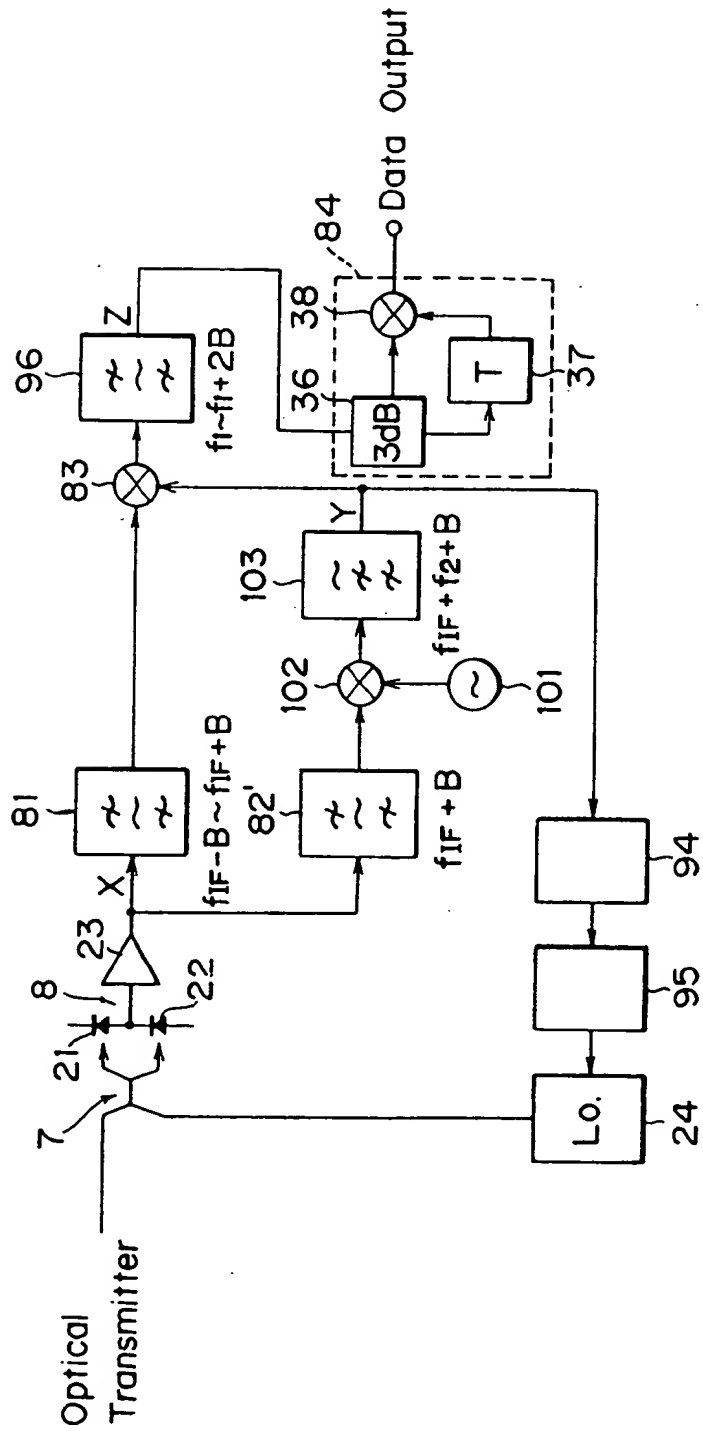 Optical
Transmitter
7
21
8
22
23
X
81
fIF-B~fIF+B
82'
fIF+B
102
101
103
fIF+f2+B
Y
83
96
f1~f1+2B
Z
36
3dB
38
84
T
37
Data Output
94
95
L.O.
24